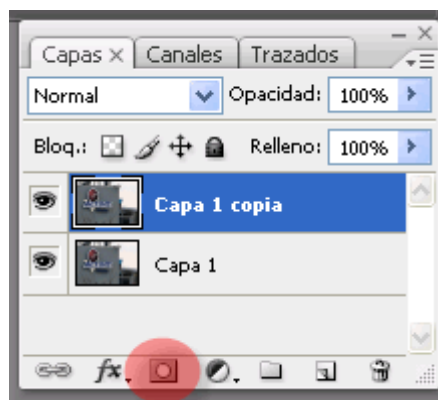 Capas × Canales Trazados
Normal Opacidad: 100%
Bloq.: Relleno: 100%
Capa 1 copia
Capa 1
fx.